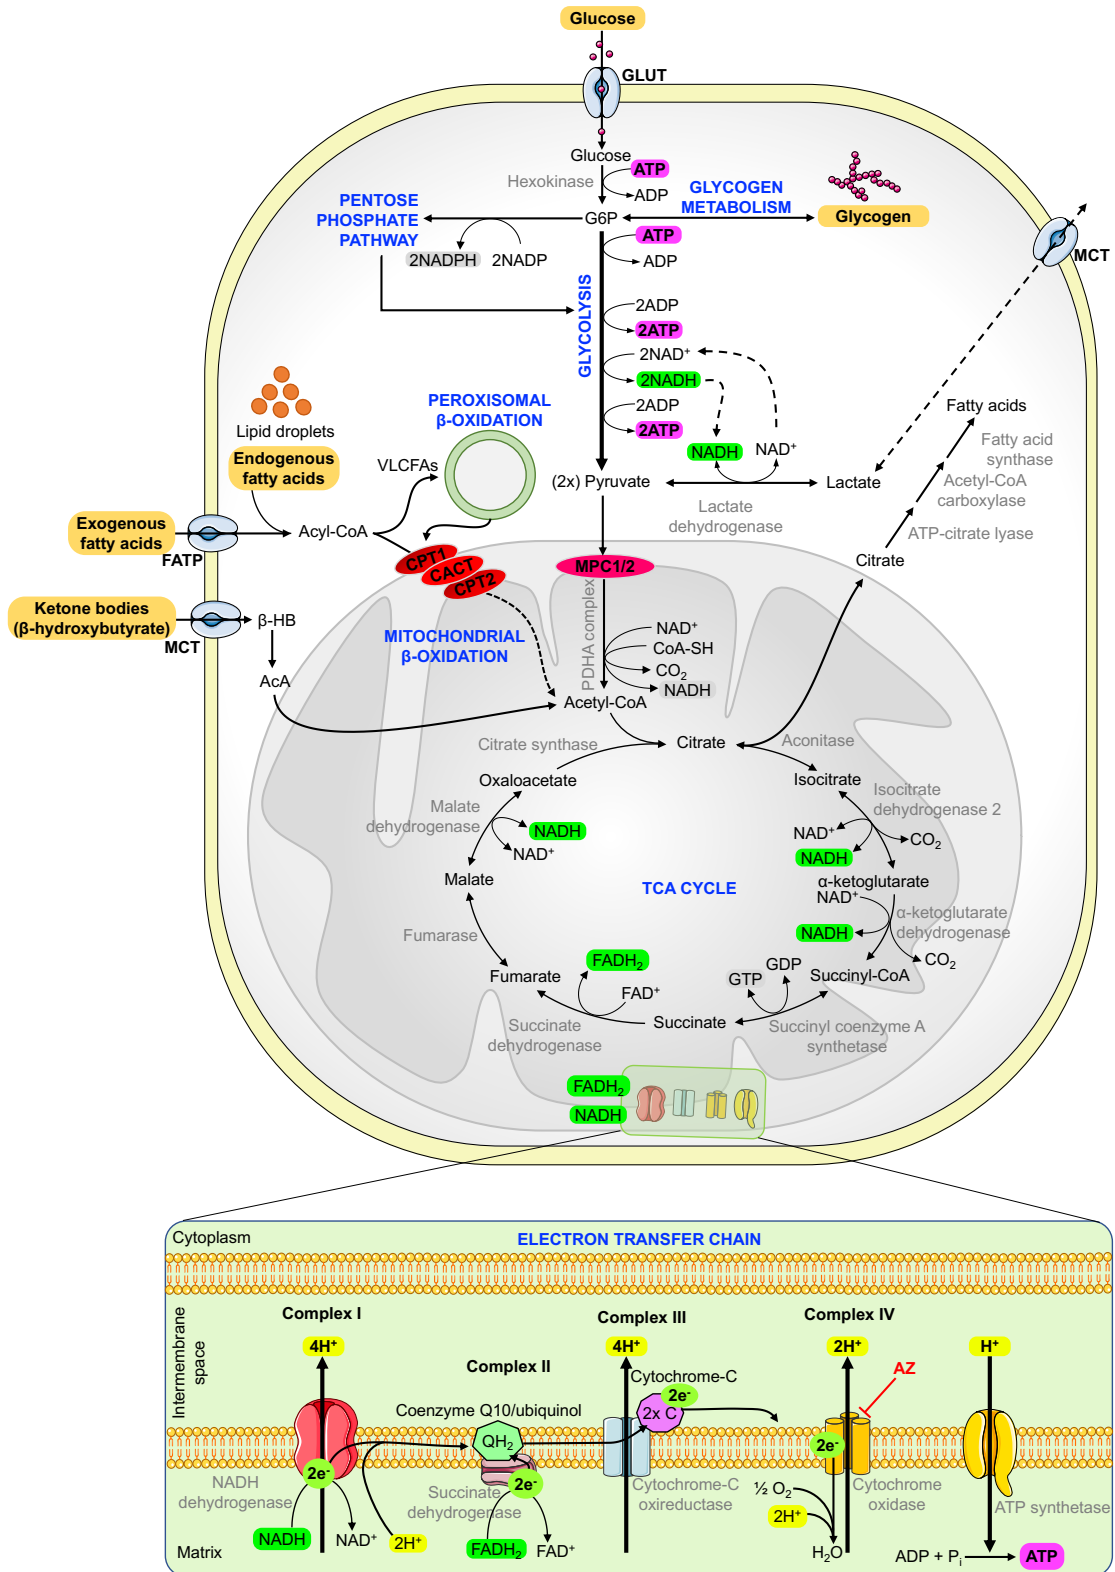 Glucose
GLUT
Glucose
ATP
Hexokinase
ADP
GLYCOGEN
METABOLISM
Glycogen
PENTOSE
PHOSPHATE
PATHWAY
G6P
ATP
ADP
2NADPH
2NADP
MCT
GLYCOLYSIS
2ADP
2ATP
2NAD⁺
2NADH
2ADP
2ATP
NADH
NAD⁺
PEROXISOMAL
β-OXIDATION
Lipid droplets
Endogenous
fatty acids
VLCFAs
(2x) Pyruvate
Lactate
Lactate
dehydrogenase
Fatty acids
Fatty acid
synthase
Acetyl-CoA
carboxylase
ATP-citrate lyase
Citrate
Exogenous
fatty acids
FATP
Acyl-CoA
CPT1
CACT
CPT2
MPC1/2
Ketone bodies
(β-hydroxybutyrate)
MCT
β-HB
AcA
MITOCHONDRIAL
β-OXIDATION
PDHA complex
NAD⁺
CoA-SH
CO₂
NADH
Acetyl-CoA
Citrate synthase
Citrate
Aconitase
Oxaloacetate
Isocitrate
Malate
dehydrogenase
NADH
NAD⁺
Isocitrate
dehydrogenase 2
NAD⁺
CO₂
NADH
Malate
TCA CYCLE
α-ketoglutarate
NAD⁺
α-ketoglutarate
dehydrogenase
NADH
CO₂
Fumarase
Fumarate
FADH₂
FAD⁺
GDP
GTP
Succinyl-CoA
Succinate
Succinate
dehydrogenase
Succinyl coenzyme A
synthetase
FADH₂
NADH
Cytoplasm
ELECTRON TRANSFER CHAIN
Intermembrane
space
Complex I
Complex II
Complex III
Complex IV
4H⁺
4H⁺
2H⁺
H⁺
AZ
Cytochrome-C
2e⁻
2x C
Coenzyme Q10/ubiquinol
QH₂
2e⁻
2e⁻
2e⁻
NADH
dehydrogenase
Succinate
dehydrogenase
Cytochrome-C
oxireductase
½ O₂
2H⁺
H₂O
Cytochrome
oxidase
ATP synthetase
NADH
NAD⁺
2H⁺
FADH₂
FAD⁺
Matrix
ADP + Pᵢ
ATP